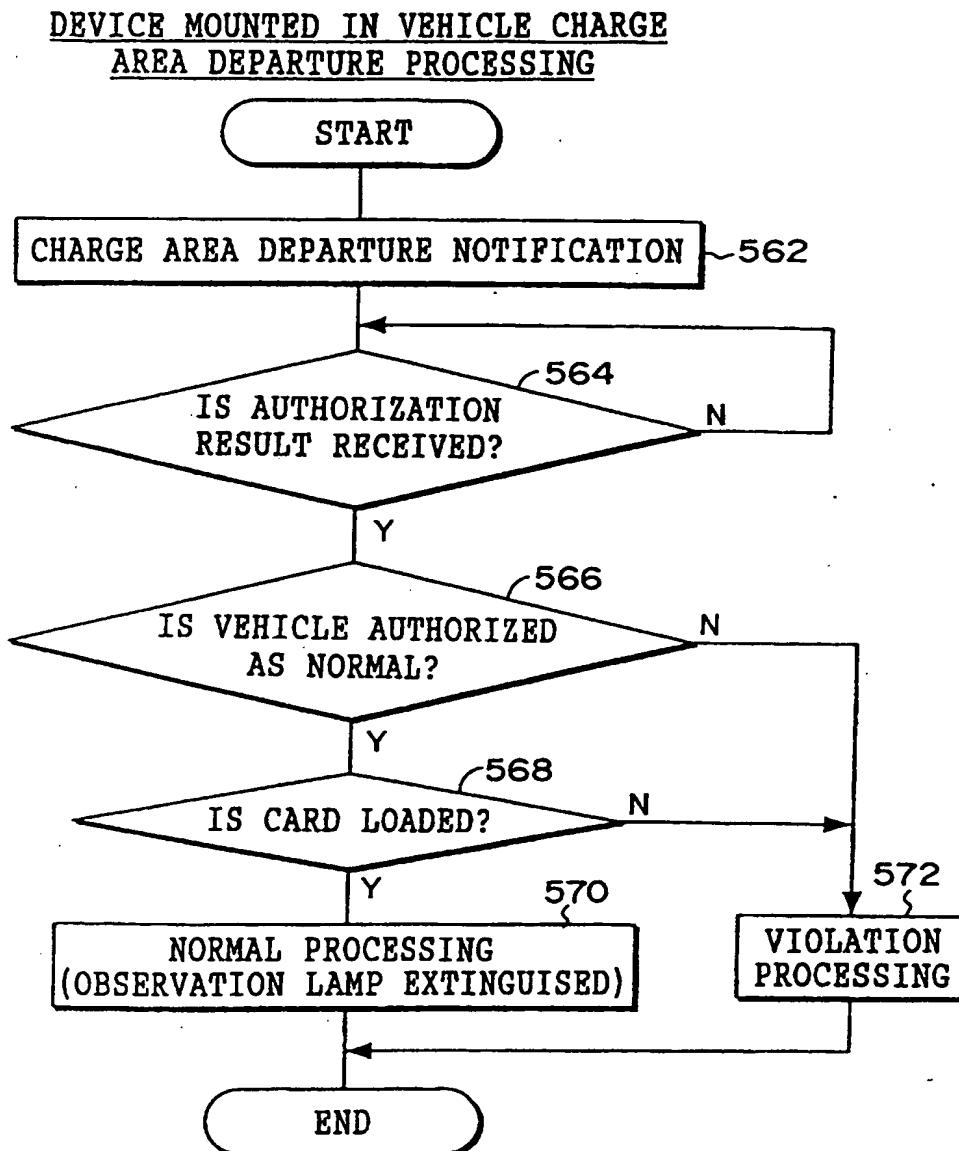 DEVICE MOUNTED IN VEHICLE CHARGE
AREA DEPARTURE PROCESSING
START
CHARGE AREA DEPARTURE NOTIFICATION
562
564
IS AUTHORIZATION
RESULT RECEIVED?
N
Y
566
IS VEHICLE AUTHORIZED
AS NORMAL?
N
Y
568
IS CARD LOADED?
N
Y
570
NORMAL PROCESSING
(OBSERVATION LAMP EXTINGUISED)
572
VIOLATION
PROCESSING
END